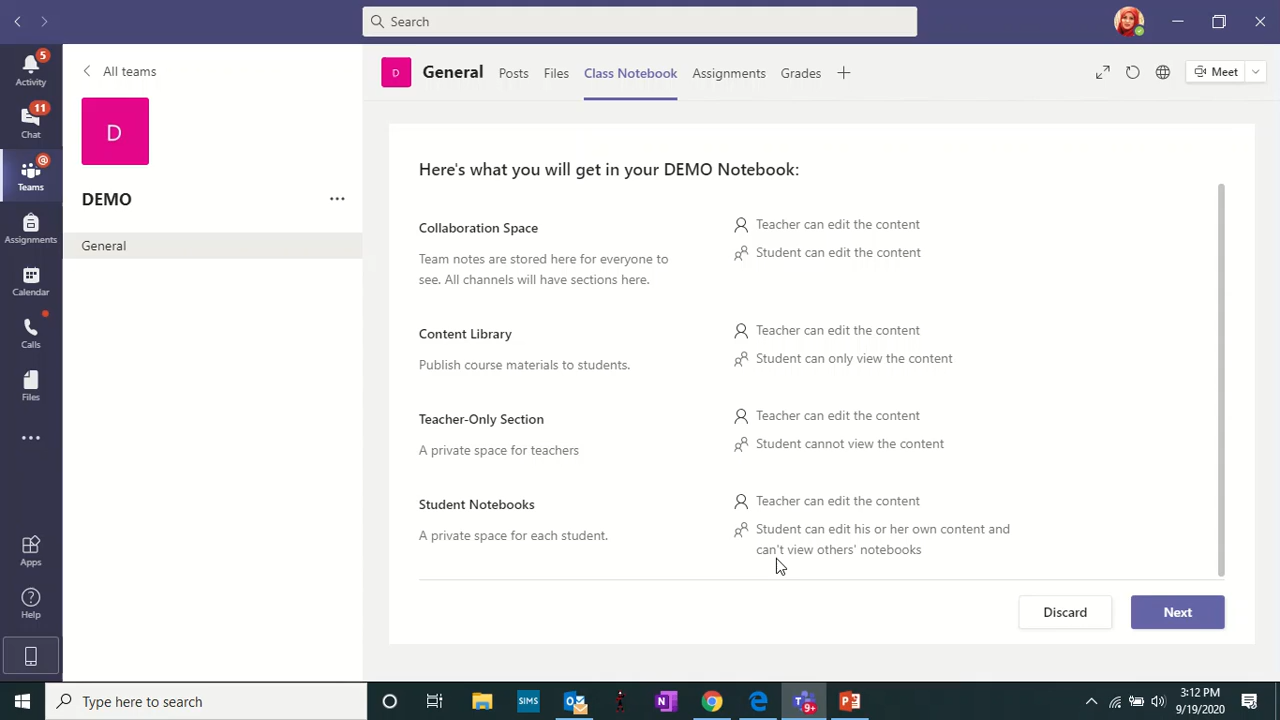 Search
5
Activity
11
Chat
@
Teams
Assignments
Calendar
Calls
Files
Apps
Help
All teams
D
DEMO
General
D
General
Posts
Files
Class Notebook
Assignments
Grades
Meet
Here's what you will get in your DEMO Notebook:
Collaboration Space
Team notes are stored here for everyone to
see. All channels will have sections here.
Teacher can edit the content
Student can edit the content
Content Library
Publish course materials to students.
Teacher can edit the content
Student can only view the content
Teacher-Only Section
A private space for teachers
Teacher can edit the content
Student cannot view the content
Student Notebooks
A private space for each student.
Teacher can edit the content
Student can edit his or her own content and
can't view others' notebooks
Discard
Next
Type here to search
SIMS
9+
3:12 PM
9/19/2020